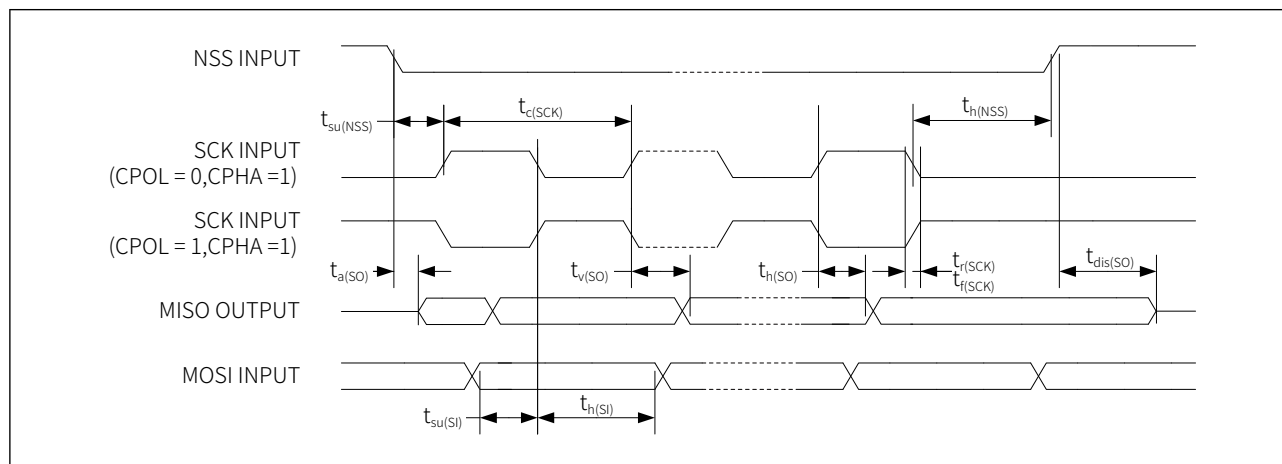 NSS INPUT
t_c(SCK)
t_su(NSS)
t_h(NSS)
SCK INPUT
(CPOL = 0,CPHA =1)
SCK INPUT
(CPOL = 1,CPHA=1)
t_a(SO)
t_v(SO)
t_h(SO)
t_r(SCK)
t_f(SCK)
t_dis(SO)
MISO OUTPUT
MOSI INPUT
t_su(SI)
t_h(SI)